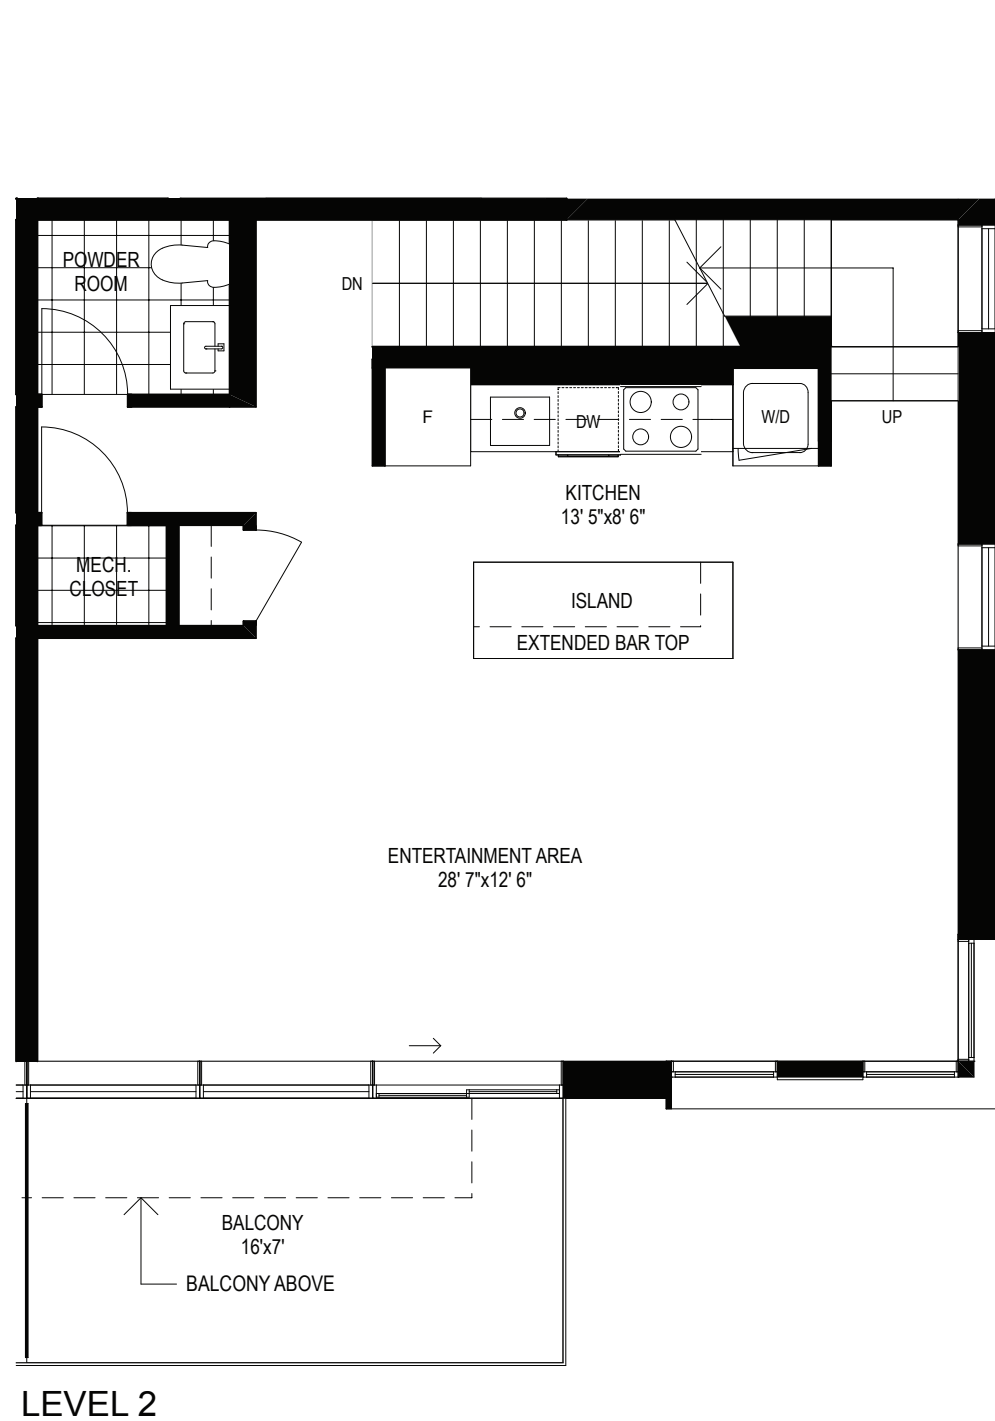 POWDER
ROOM
DN
F
DW
W/D
UP
KITCHEN
13' 5"x8' 6"
MECH.
CLOSET
ISLAND
EXTENDED BAR TOP
ENTERTAINMENT AREA
28' 7"x12' 6"
BALCONY
16'x7'
BALCONY ABOVE
LEVEL 2